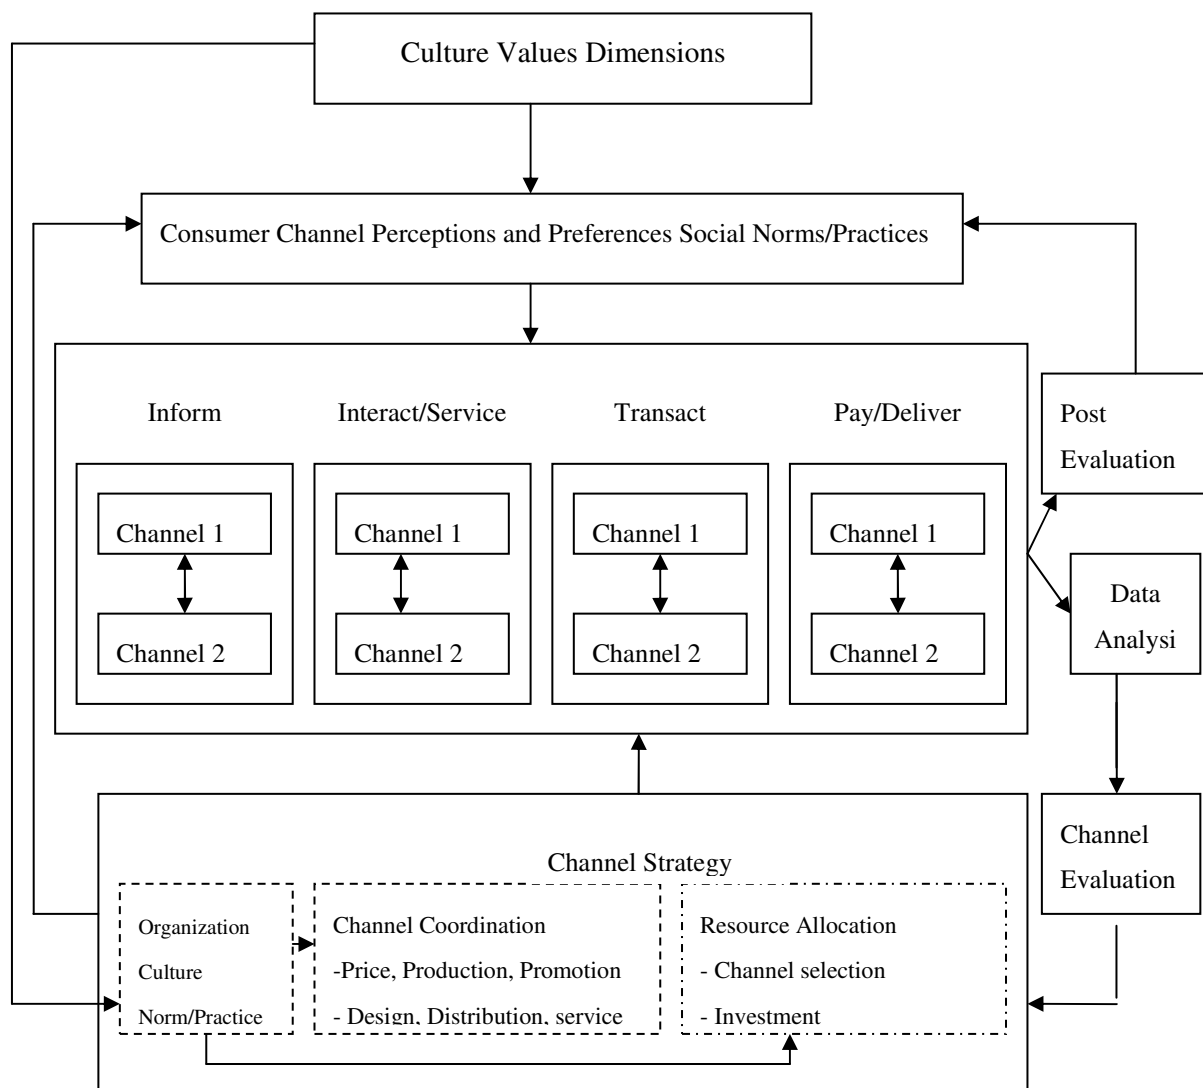 Culture Values Dimensions
Consumer Channel Perceptions and Preferences Social Norms/Practices
Inform
Interact/Service
Transact
Pay/Deliver
Channel 1
Channel 2
Channel 1
Channel 2
Channel 1
Channel 2
Channel 1
Channel 2
Post
Evaluation
Data
Analysi
Channel
Evaluation
Channel Strategy
Organization
Culture
Norm/Practice
Channel Coordination
-Price, Production, Promotion
- Design, Distribution, service
Resource Allocation
- Channel selection
- Investment